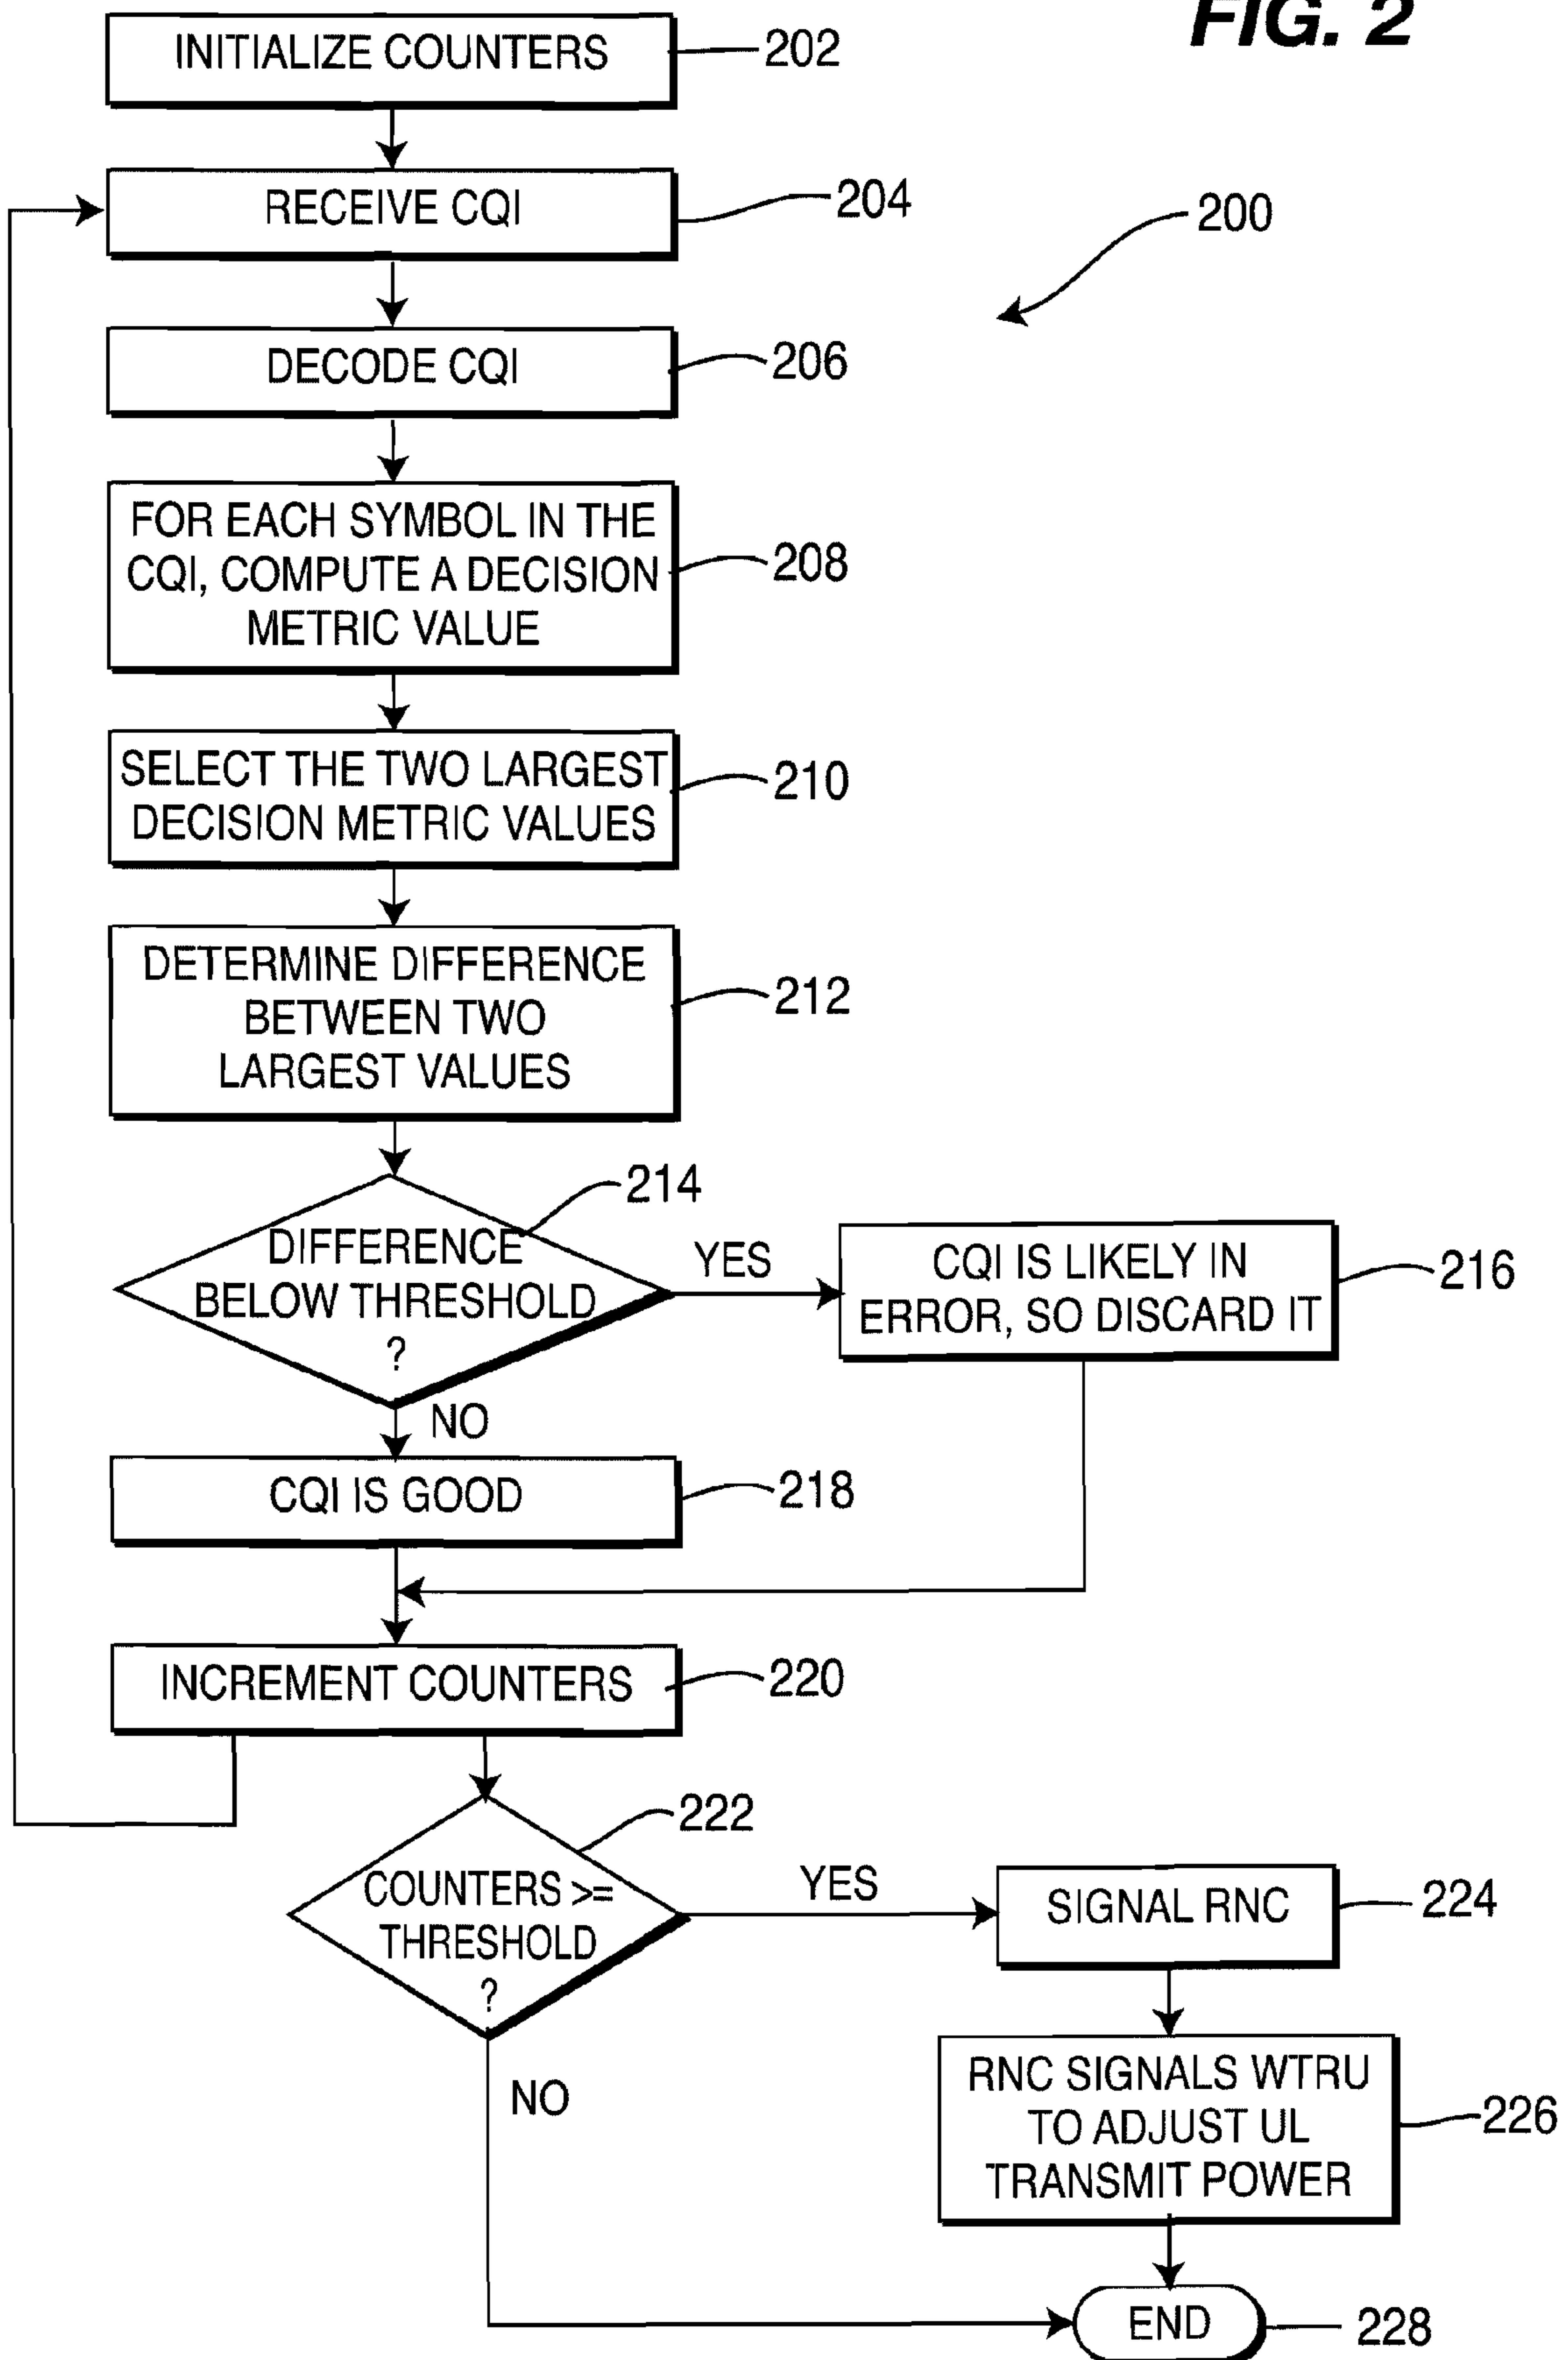 FIG. 2
INITIALIZE COUNTERS
202
RECEIVE CQI
204
200
DECODE CQI
206
FOR EACH SYMBOL IN THE
CQI, COMPUTE A DECISION
METRIC VALUE
208
SELECT THE TWO LARGEST
DECISION METRIC VALUES
210
DETERMINE DIFFERENCE
BETWEEN TWO
LARGEST VALUES
212
214
DIFFERENCE
BELOW THRESHOLD
?
YES
CQI IS LIKELY IN
ERROR, SO DISCARD IT
216
NO
CQI IS GOOD
218
INCREMENT COUNTERS
220
222
COUNTERS >=
THRESHOLD
?
YES
SIGNAL RNC
224
NO
RNC SIGNALS WTRU
TO ADJUST UL
TRANSMIT POWER
226
END
228